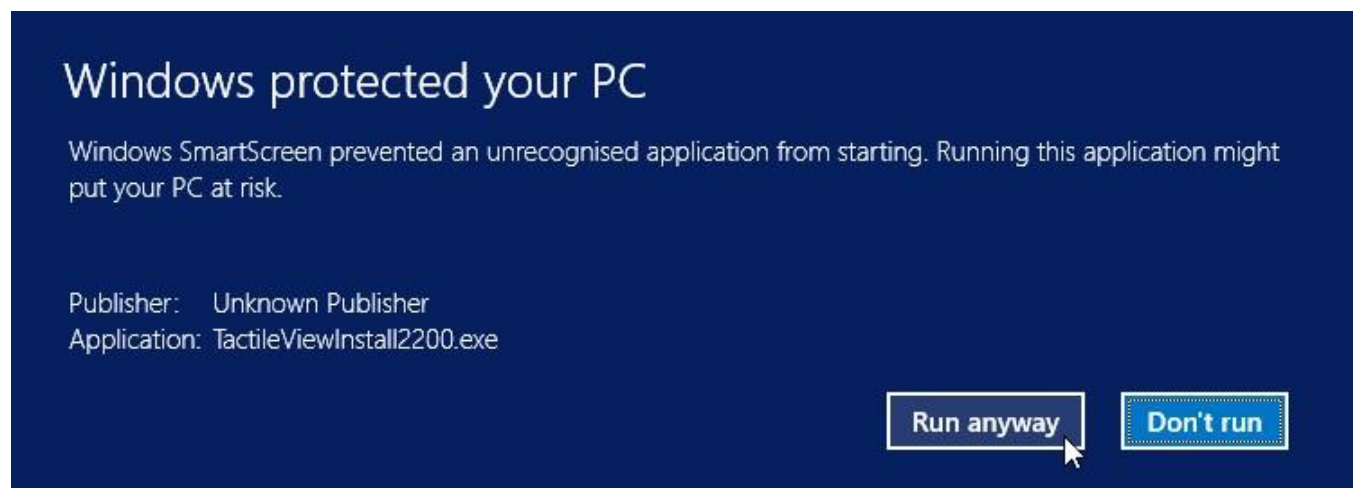 Windows protected your PC
Windows SmartScreen prevented an unrecognised application from starting. Running this application might
put your PC at risk.
Publisher: Unknown Publisher
Application: TactileViewInstall2200.exe
Run anyway Don't run